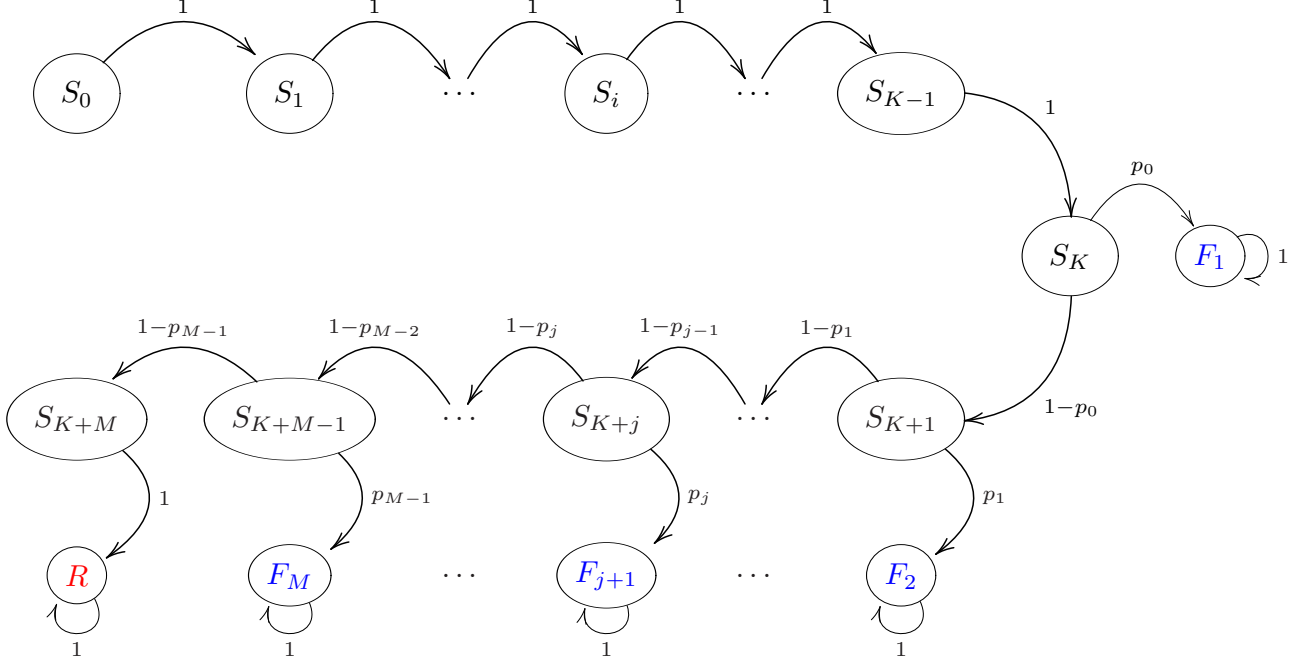 1 1 1 1 1
S_0 S_1 ⋯ S_i ⋯ S_{K−1}
1
p_0
S_K F_1 1
1−p_{M−1} 1−p_{M−2} 1−p_j 1−p_{j−1} 1−p_1
1−p_0
S_{K+M} S_{K+M−1} ⋯ S_{K+j} ⋯ S_{K+1}
1 p_{M−1} p_j p_1
R F_M ⋯ F_{j+1} ⋯ F_2
1 1 1 1